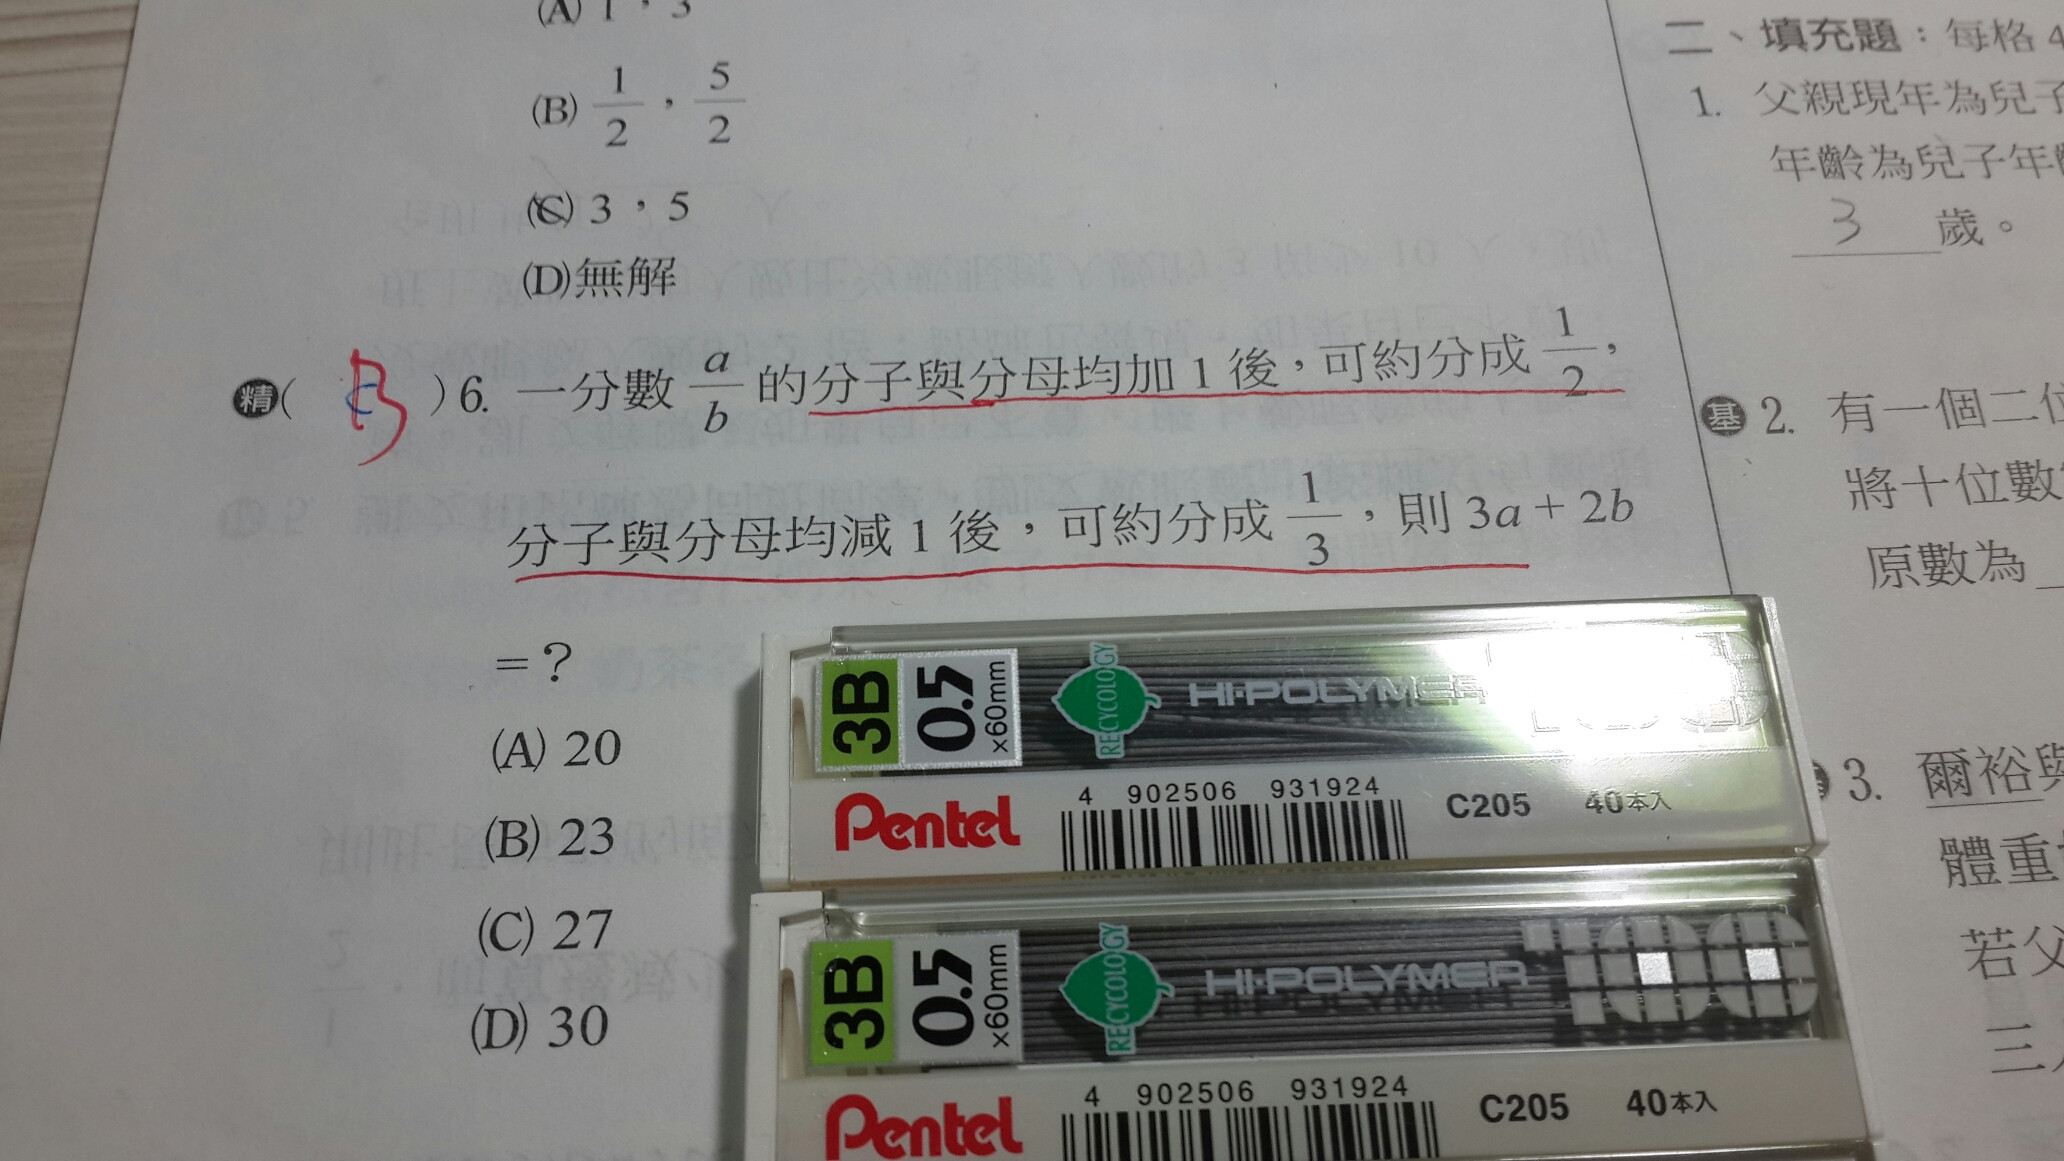 (A) 1，3
(B) 1/2，5/2
(C) 3，5
(D)無解
精( B )6. 一分數 a/b 的分子與分母均加 1 後，可約分成 1/2，
分子與分母均減 1 後，可約分成 1/3，則 3a + 2b
= ?
(A) 20
(B) 23
(C) 27
(D) 30
二、填充題：每格 4
1. 父親現年為兒子
年齡為兒子年齡
3 歲。
基 2. 有一個二位
將十位數
原數為
3. 爾裕與
體重
若父
三人
3B
0.5
×60mm
RECYCOLOGY
HI-POLYMER
Pentel
4 902506 931924
C205
40本入
3B
0.5
×60mm
RECYCOLOGY
HI-POLYMER
100
Pentel
4 902506 931924
C205
40本入